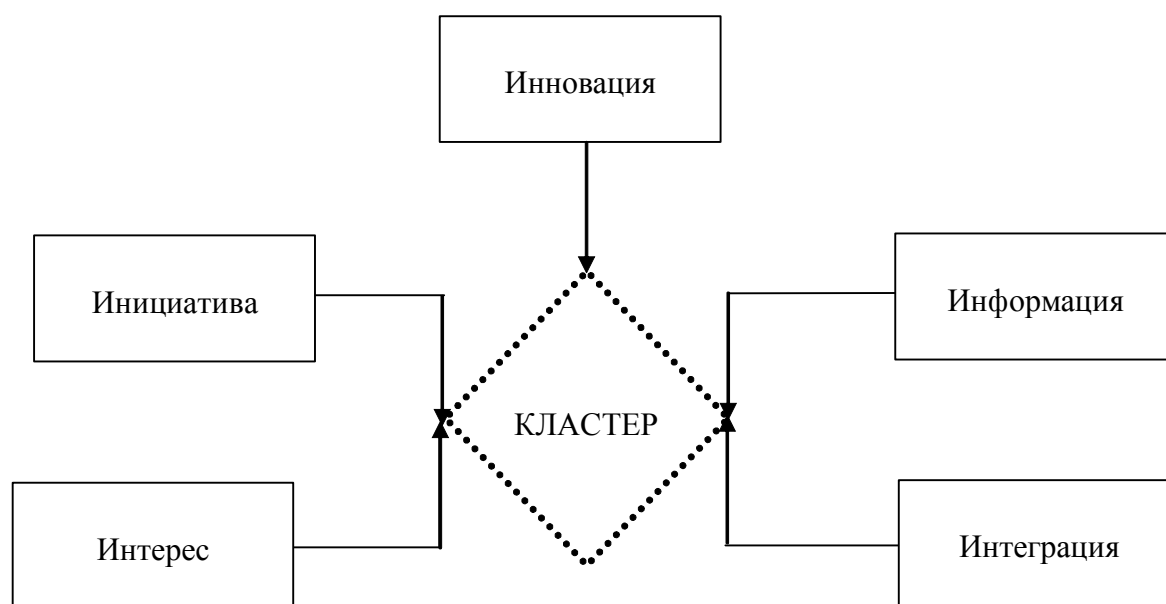 Инновация
Инициатива
Информация
КЛАСТЕР
Интерес
Интеграция